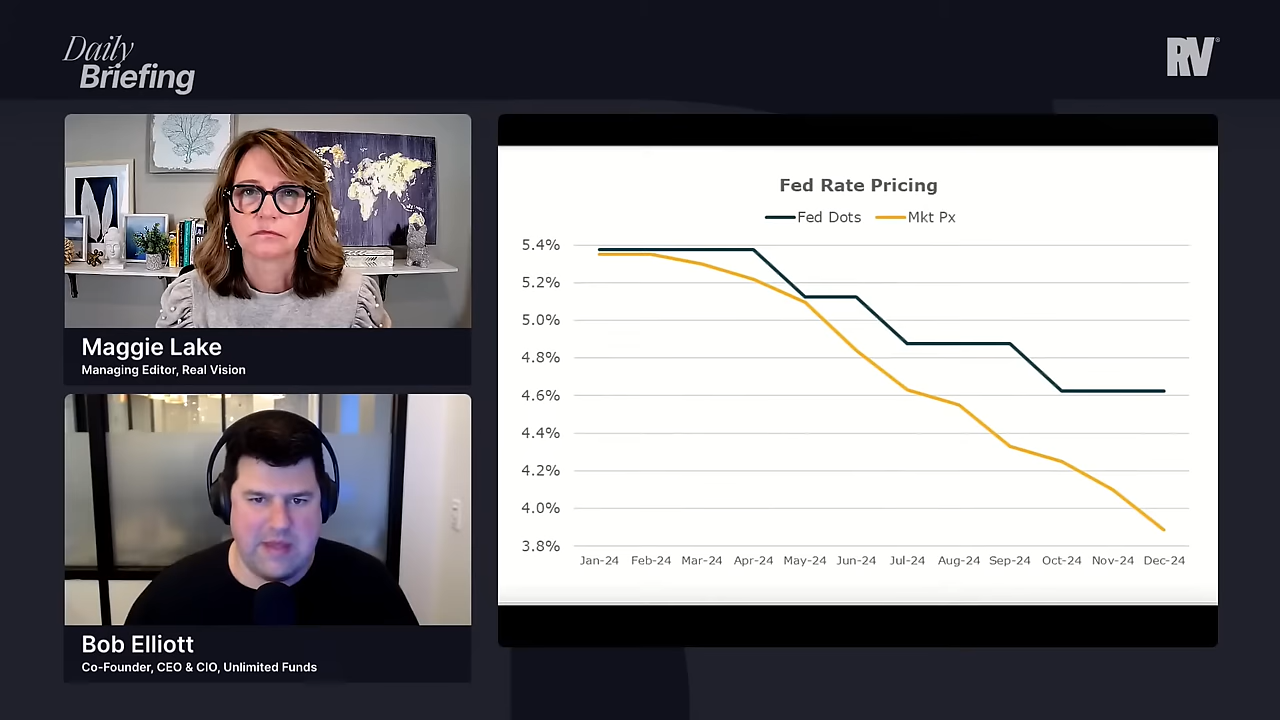 Daily
Briefing
RV
Maggie Lake
Managing Editor, Real Vision
Bob Elliott
Co-Founder, CEO & CIO, Unlimited Funds
Fed Rate Pricing
Fed Dots Mkt Px
5.4%
5.2%
5.0%
4.8%
4.6%
4.4%
4.2%
4.0%
3.8%
Jan-24 Feb-24 Mar-24 Apr-24 May-24 Jun-24 Jul-24 Aug-24 Sep-24 Oct-24 Nov-24 Dec-24